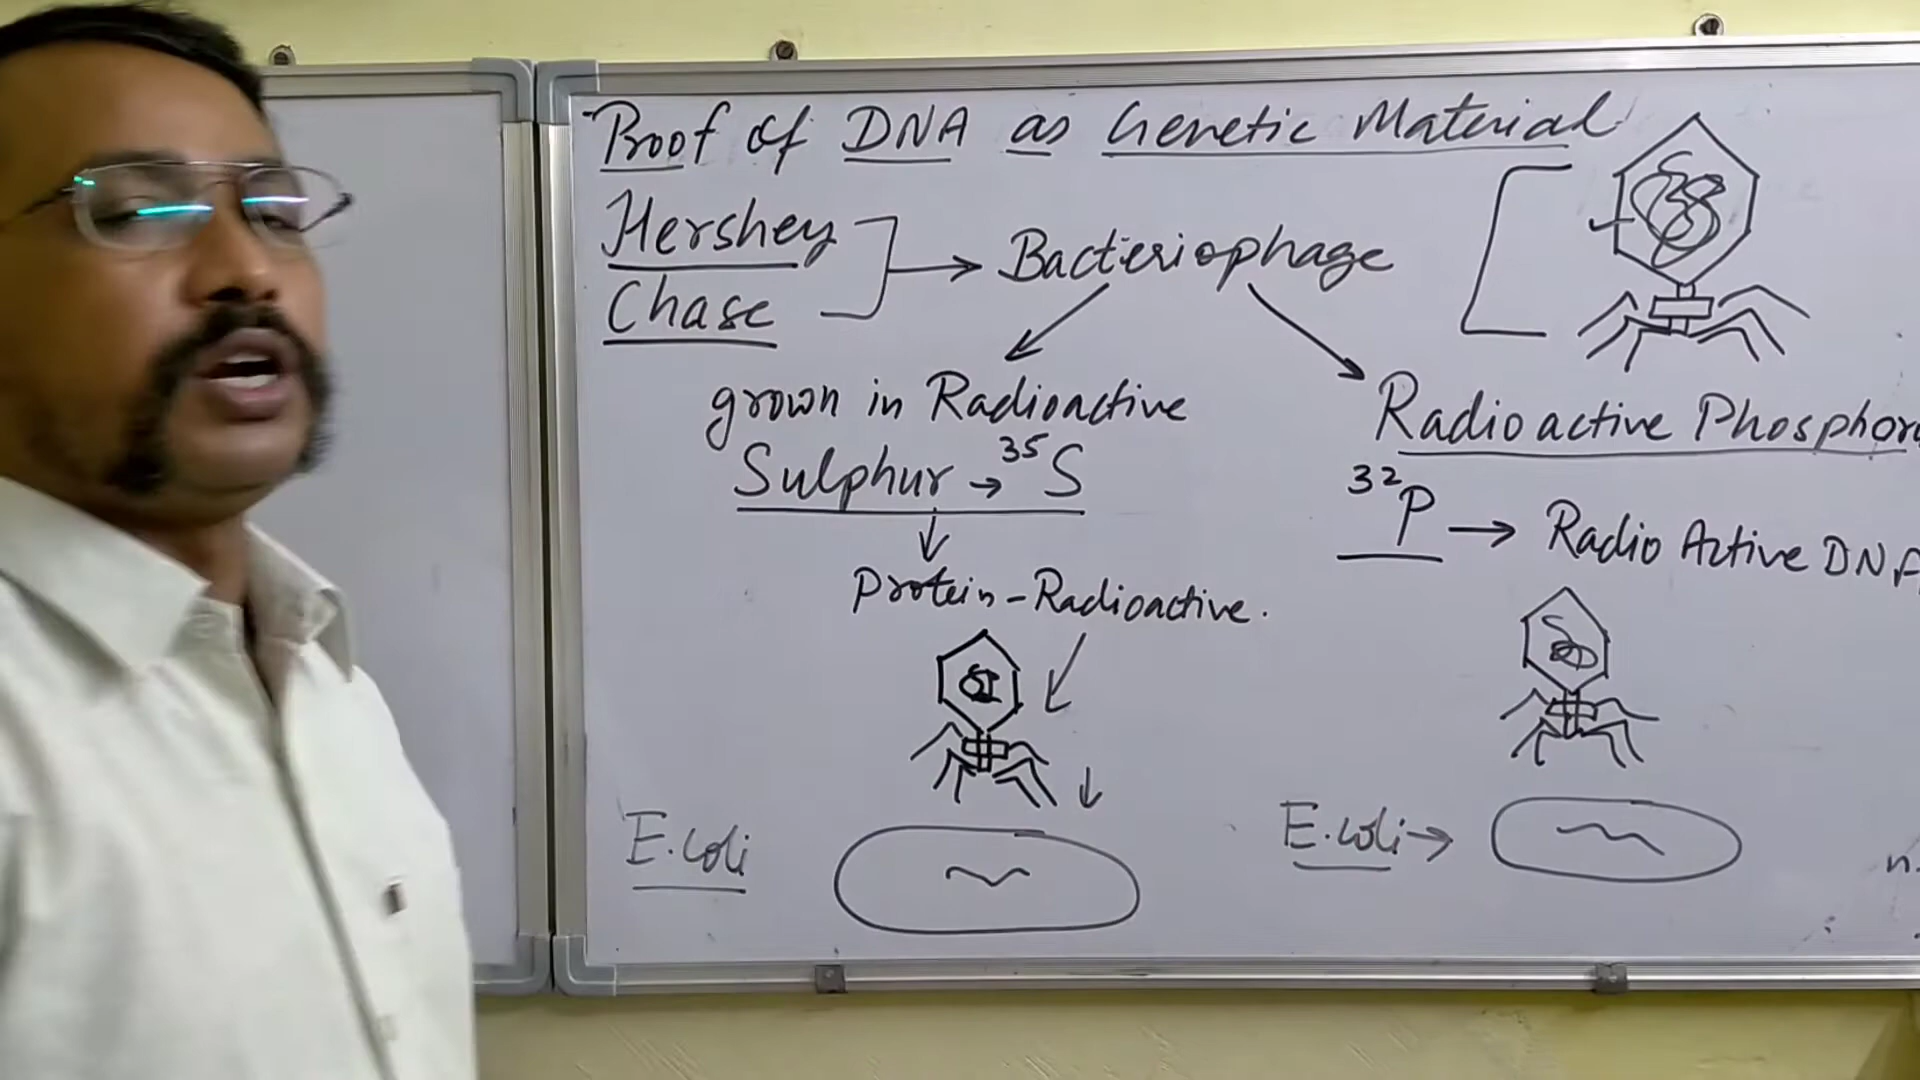 Proof of DNA as Genetic Material
Hershey
Chase
Bacteriophage
grown in Radioactive
Sulphur → ³⁵S
Protein - Radioactive.
E.coli
Radioactive Phosphor
³²P → Radio Active DNA
E.coli →